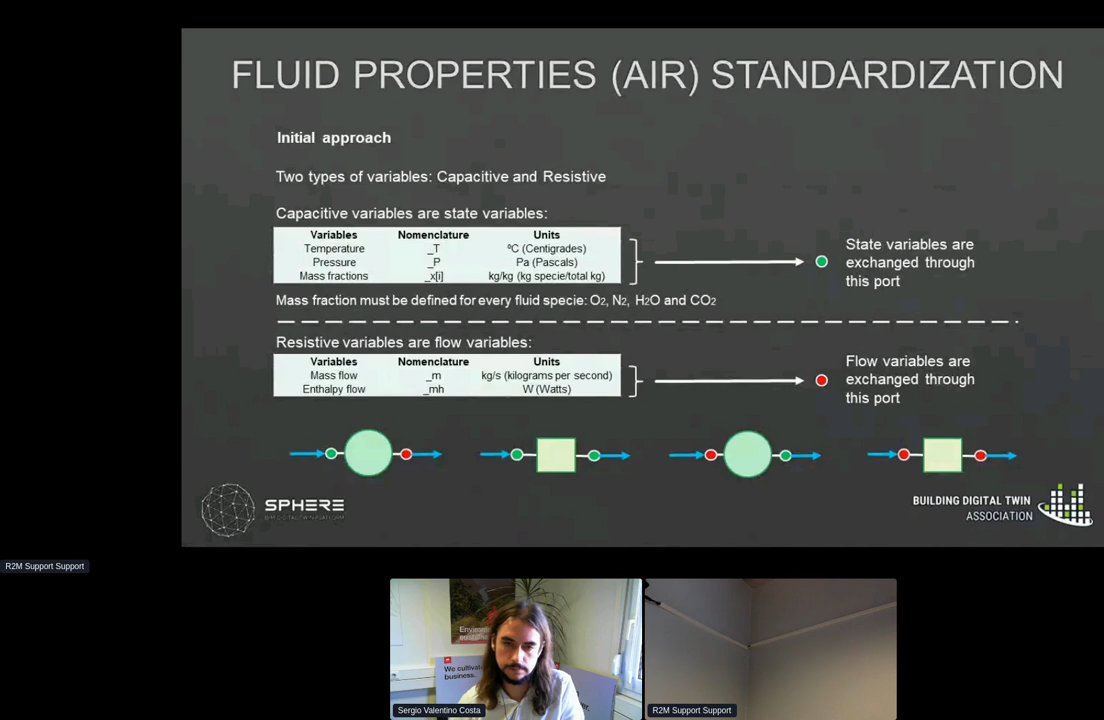 FLUID PROPERTIES (AIR) STANDARDIZATION
Initial approach
Two types of variables: Capacitive and Resistive
Capacitive variables are state variables:
Variables Nomenclature Units
Temperature _T ºC (Centigrades)
Pressure _P Pa (Pascals)
Mass fractions _x[i] kg/kg (kg specie/total kg)
State variables are
exchanged through
this port
Mass fraction must be defined for every fluid specie: O2, N2, H2O and CO2
Resistive variables are flow variables:
Variables Nomenclature Units
Mass flow _m kg/s (kilograms per second)
Enthalpy flow _mh W (Watts)
Flow variables are
exchanged through
this port
SPHERE
BUILDING DIGITAL TWIN
ASSOCIATION
R2M Support Support
We cultivate
business.
Sergio Valentino Costa
R2M Support Support